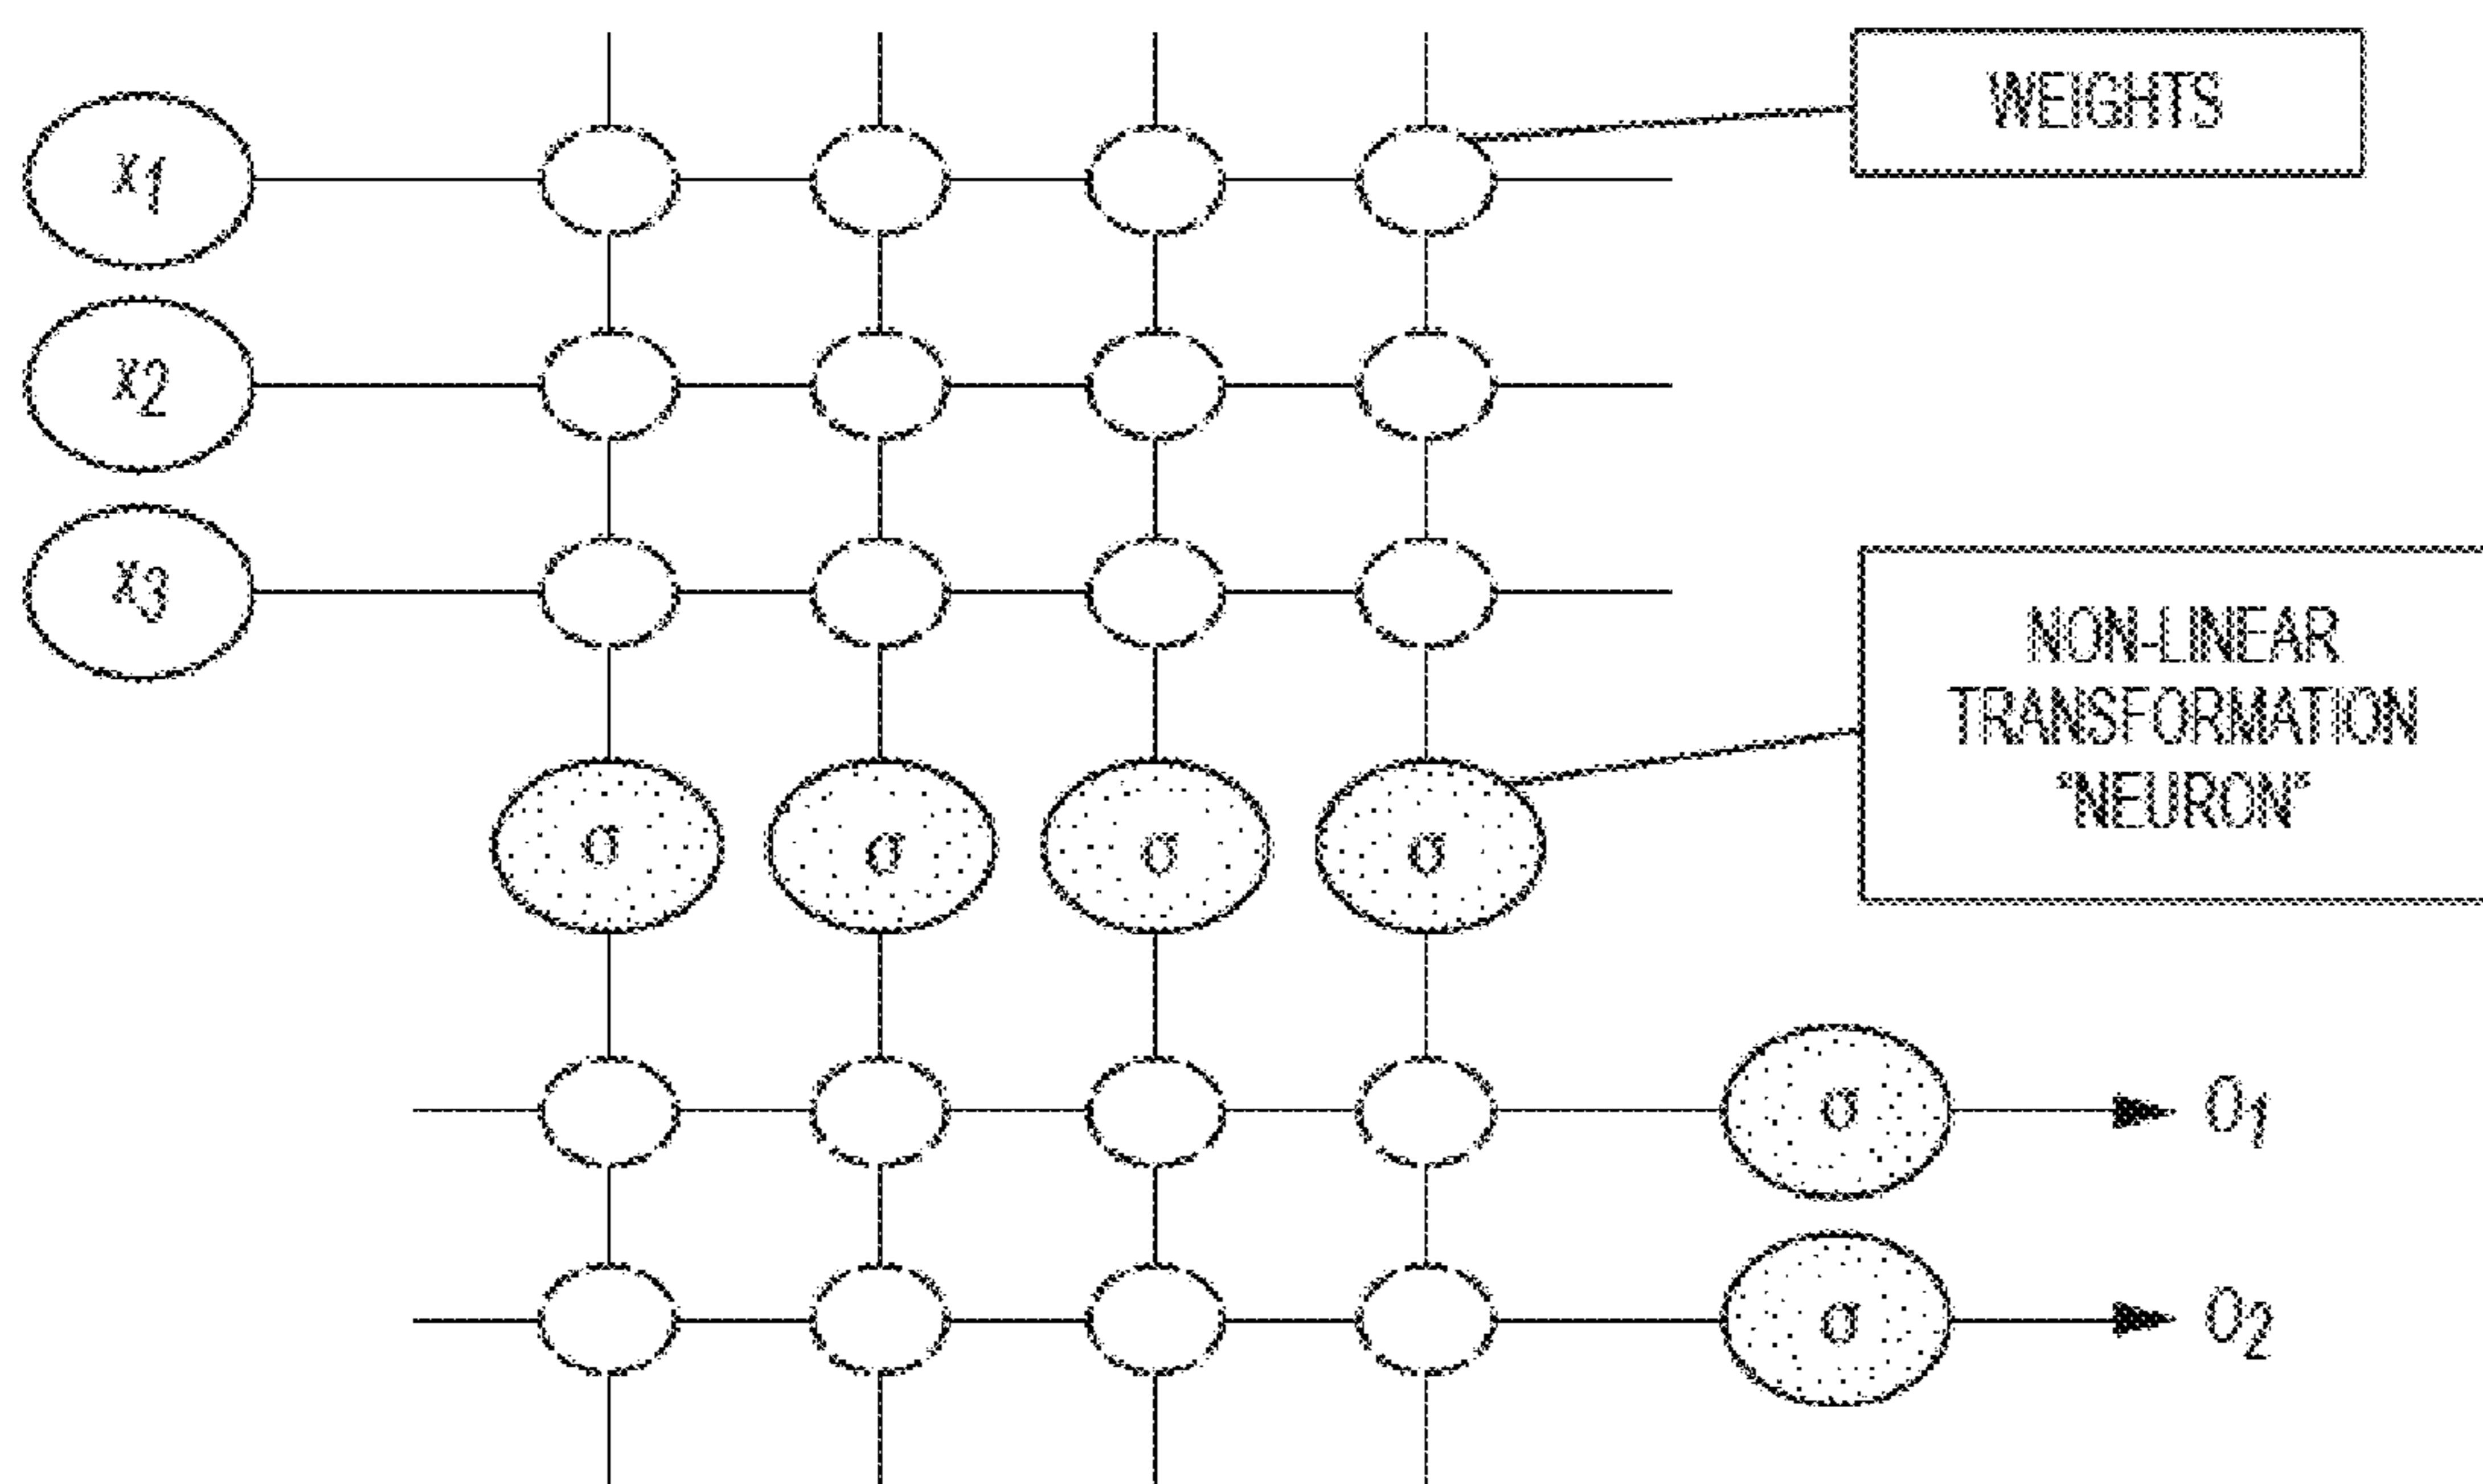 WEIGHTS
x1
x2
x3
NON-LINEAR
TRANSFORMATION
"NEURON"
σ σ σ σ
σ O1
σ O2